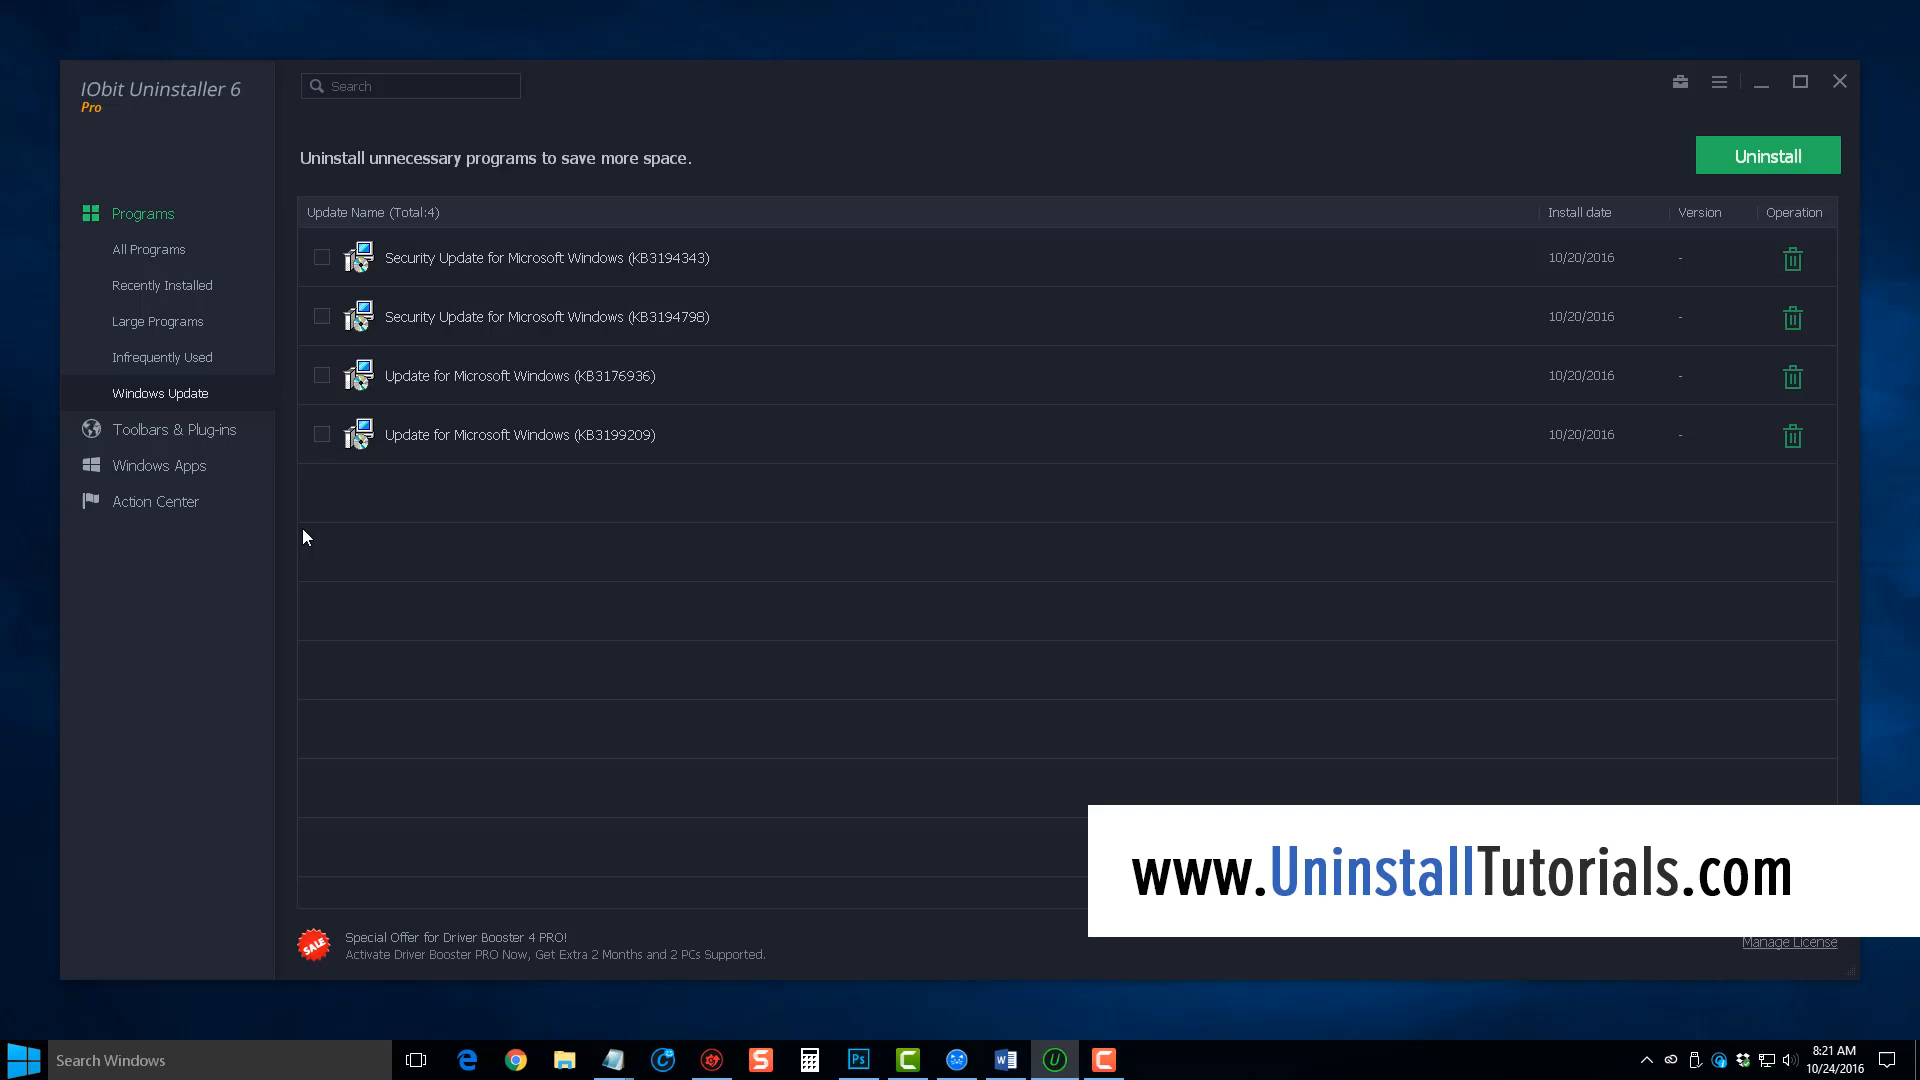 IObit Uninstaller 6
Pro
Search
Uninstall unnecessary programs to save more space.
Uninstall
Programs
All Programs
Recently Installed
Large Programs
Infrequently Used
Windows Update
Toolbars & Plug-ins
Windows Apps
Action Center
Update Name (Total:4) Install date Version Operation
Security Update for Microsoft Windows (KB3194343) 10/20/2016 -
Security Update for Microsoft Windows (KB3194798) 10/20/2016 -
Update for Microsoft Windows (KB3176936) 10/20/2016 -
Update for Microsoft Windows (KB3199209) 10/20/2016 -
www.UninstallTutorials.com
SALE
Special Offer for Driver Booster 4 PRO!
Activate Driver Booster PRO Now, Get Extra 2 Months and 2 PCs Supported.
Manage License
Search Windows
Ps
8:21 AM
10/24/2016